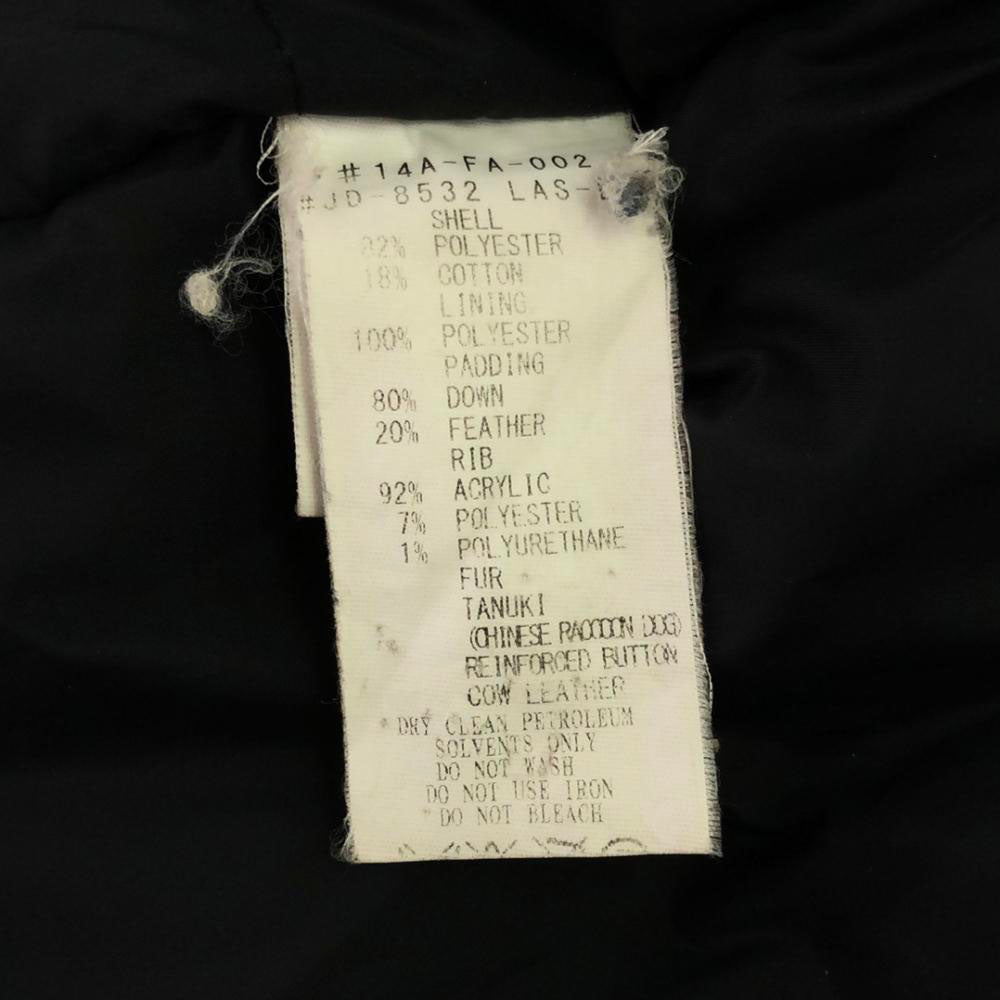 #14A-FA-002
#JD-8532 LAS-
SHELL
82% POLYESTER
18% COTTON
LINING
100% POLYESTER
PADDING
80% DOWN
20% FEATHER
RIB
92% ACRYLIC
7% POLYESTER
1% POLYURETHANE
FUR
TANUKI
(CHINESE RACCOON DOG)
REINFORCED BUTTON
COW LEATHER
DRY CLEAN PETROLEUM
SOLVENTS ONLY
DO NOT WASH
DO NOT USE IRON
DO NOT BLEACH